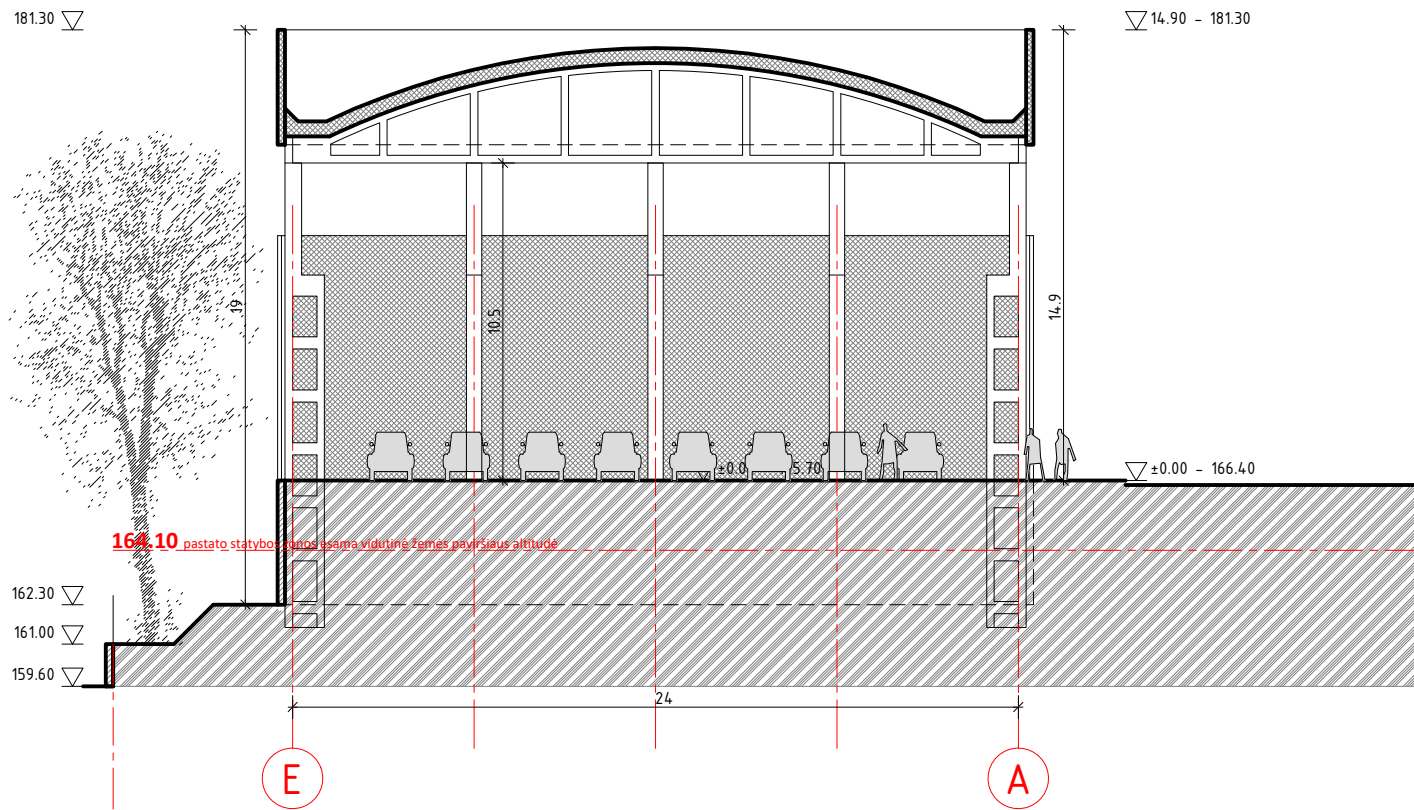 181.30
14.90 - 181.30
19
10.5
14.9
±0.0
5.70
±0.00 - 166.40
164.10 pastato statybos zonos esama vidutinė žemės paviršiaus altitudė
162.30
161.00
159.60
24
E
A